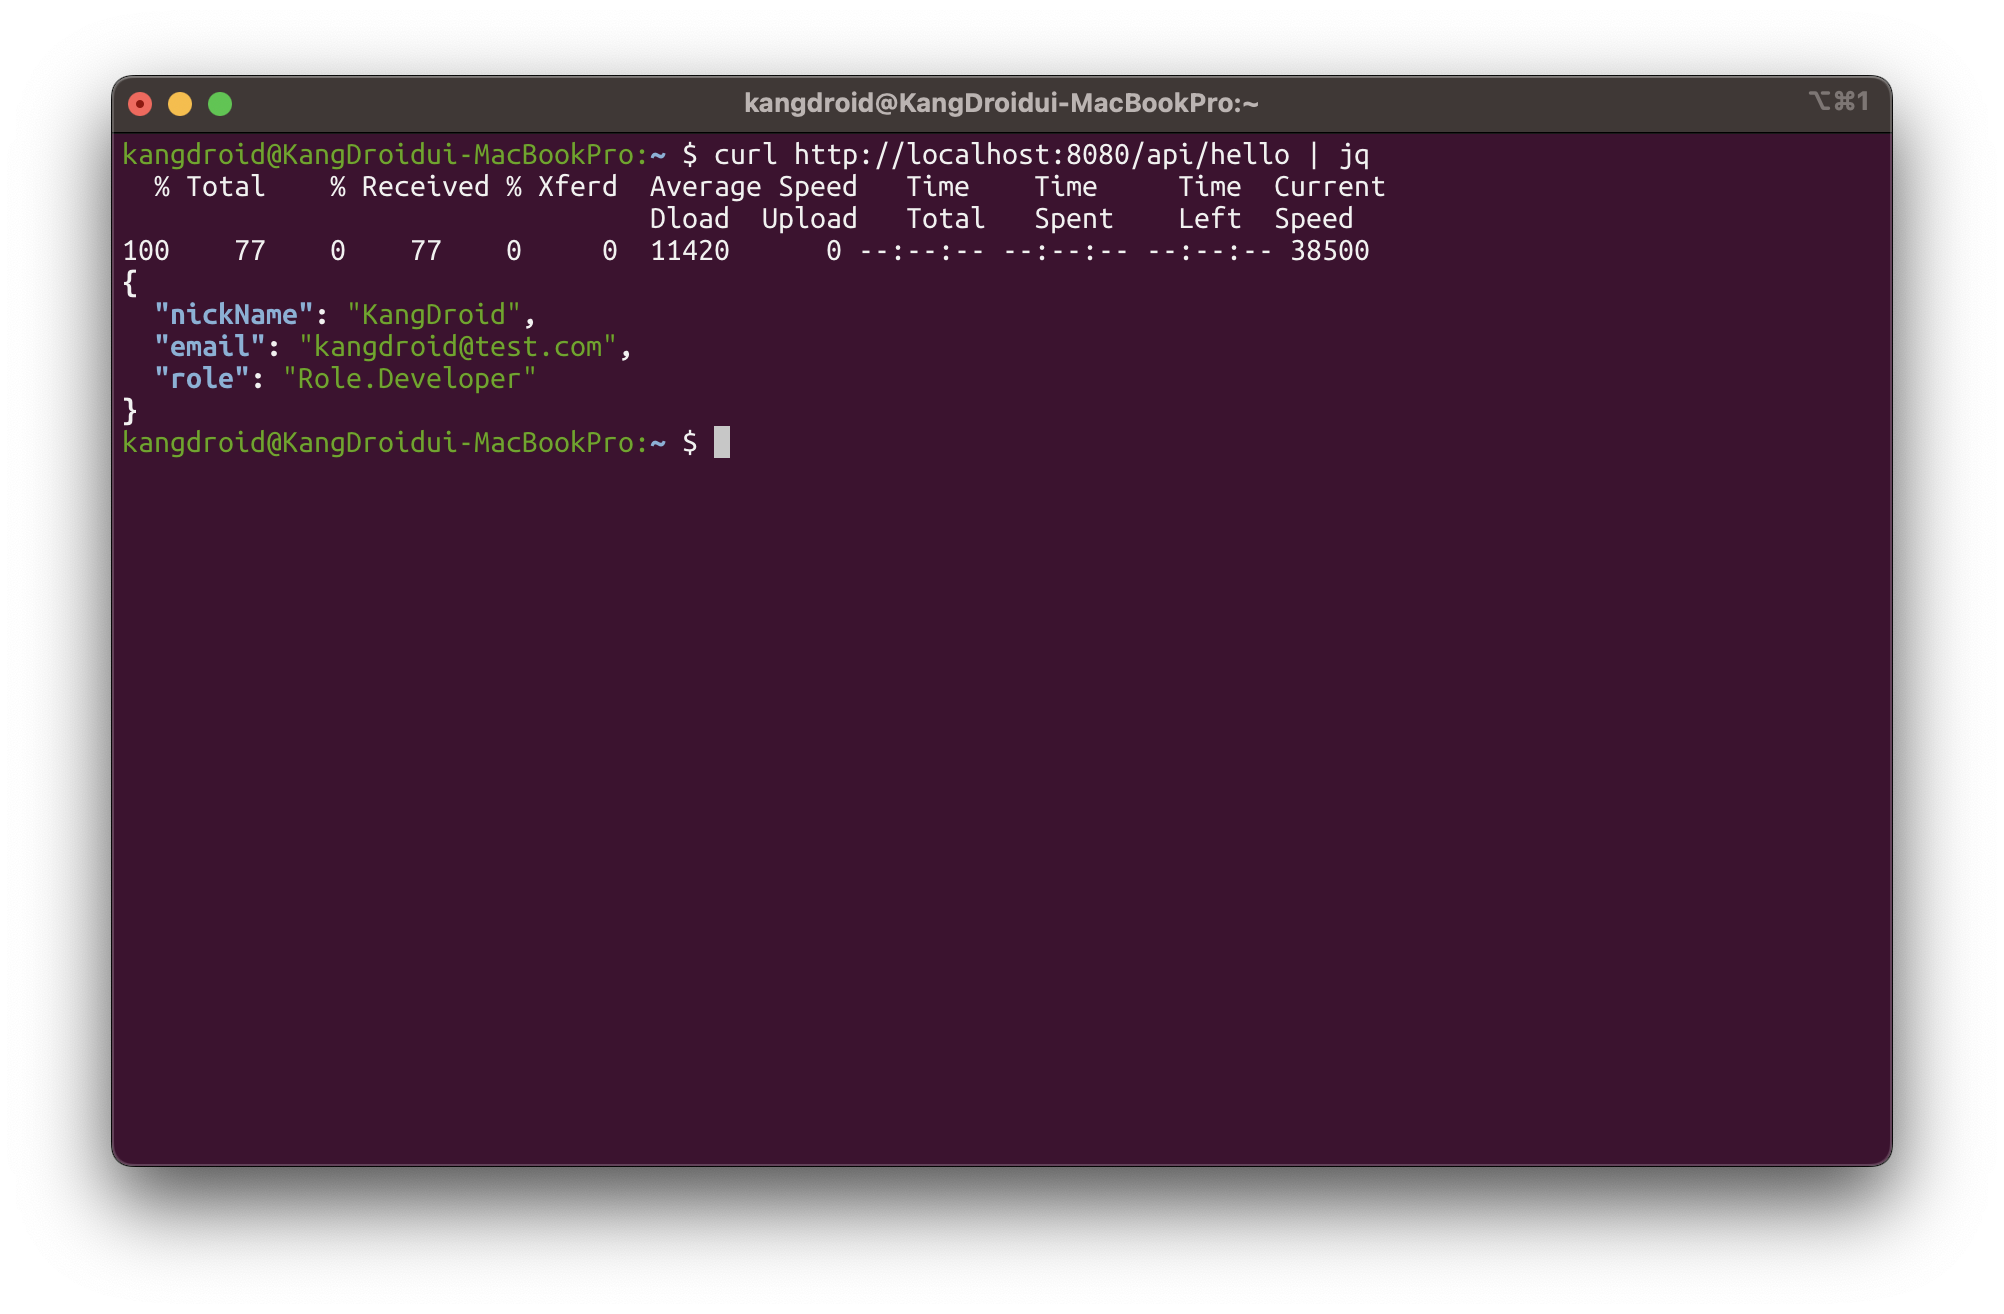 kangdroid@KangDroidui-MacBookPro:~
⌥⌘1
kangdroid@KangDroidui-MacBookPro:~ $ curl http://localhost:8080/api/hello | jq
  % Total    % Received % Xferd  Average Speed   Time    Time     Time  Current
                                 Dload  Upload   Total   Spent    Left  Speed
100    77    0    77    0     0  11420      0 --:--:-- --:--:-- --:--:-- 38500
{
  "nickName": "KangDroid",
  "email": "kangdroid@test.com",
  "role": "Role.Developer"
}
kangdroid@KangDroidui-MacBookPro:~ $